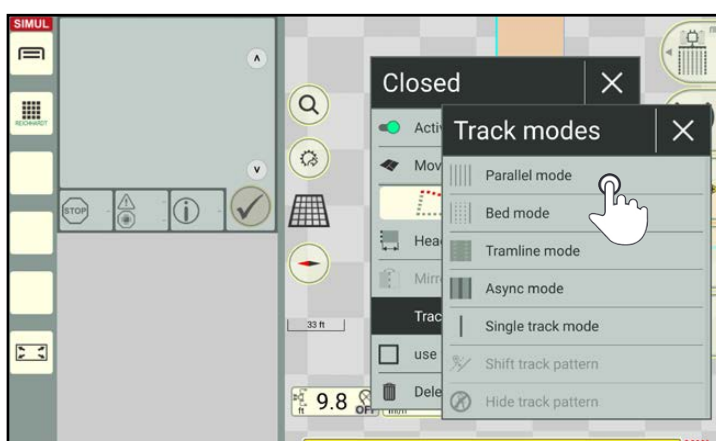 SIMUL
REICHHARDT
STOP
Closed
Acti
Mov
Hea
Mirr
Trac
use
Dele
Track modes
Parallel mode
Bed mode
Tramline mode
Async mode
Single track mode
Shift track pattern
Hide track pattern
33 ft
ft
9.8
OFF